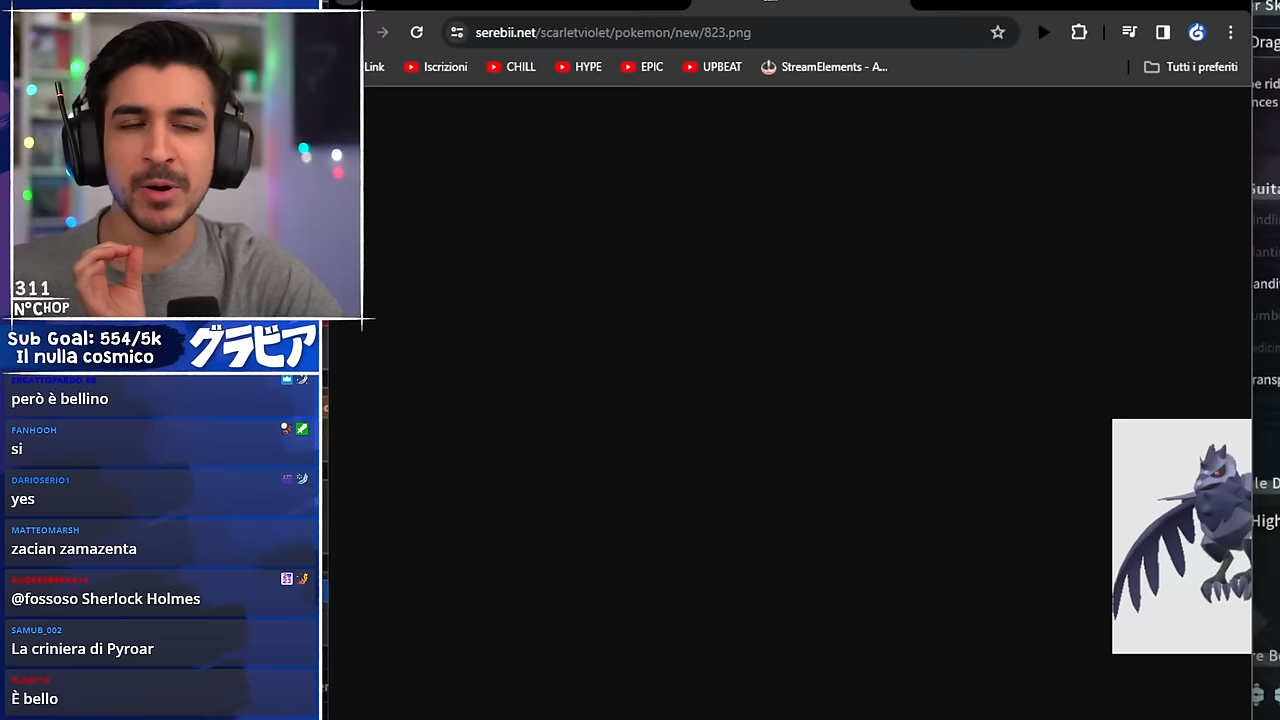 serebii.net/scarletviolet/pokemon/new/823.png
Link Iscrizioni CHILL HYPE EPIC UPBEAT StreamElements - A... Tutti i preferiti
311
N°CHOP
Sub Goal: 554/5k
Il nulla cosmico
グラビア
però è bellino
FANHOOH
si
DARIOSERIO1
yes
MATTEOMARSH
zacian zamazenta
@fossoso Sherlock Holmes
SAMUB_002
La criniera di Pyroar
È bello